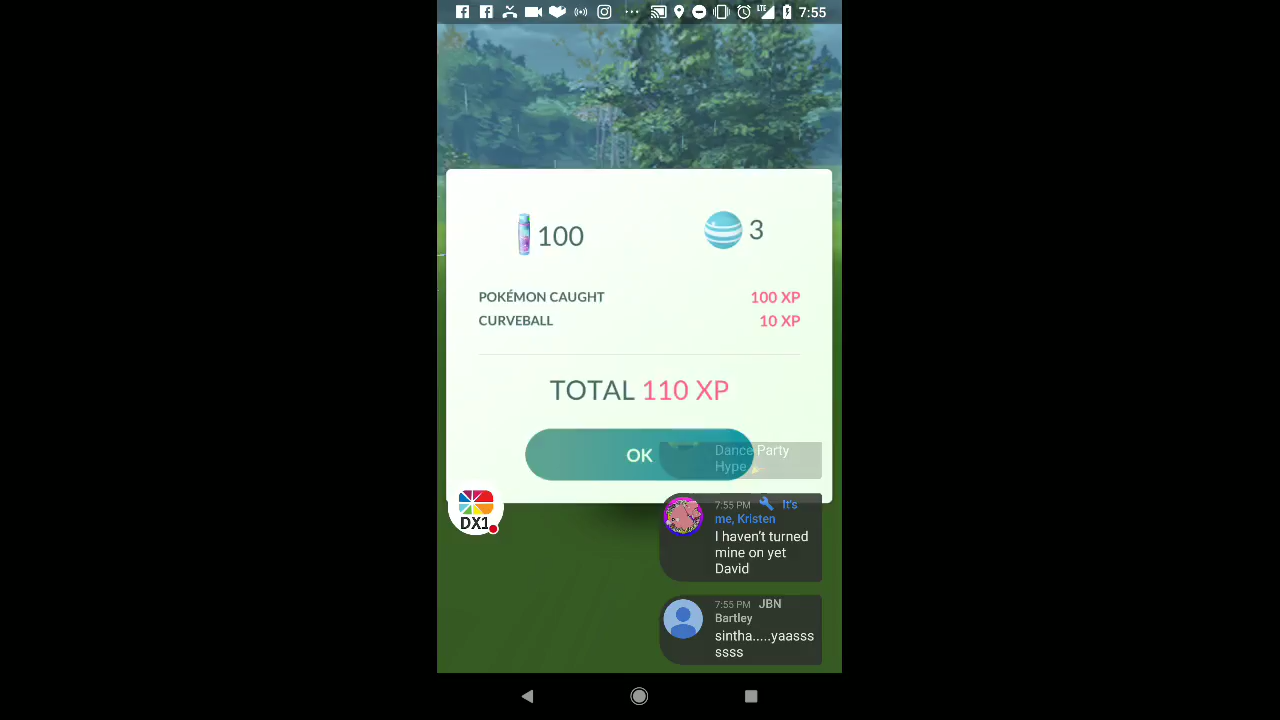 LTE 7:55
100 3
POKÉMON CAUGHT 100 XP
CURVEBALL 10 XP
TOTAL 110 XP
OK
Dance Party
Hype
DX1
7:55 PM It's
me, Kristen
I haven't turned
mine on yet
David
7:55 PM JBN
Bartley
sintha.....yaasss
ssss